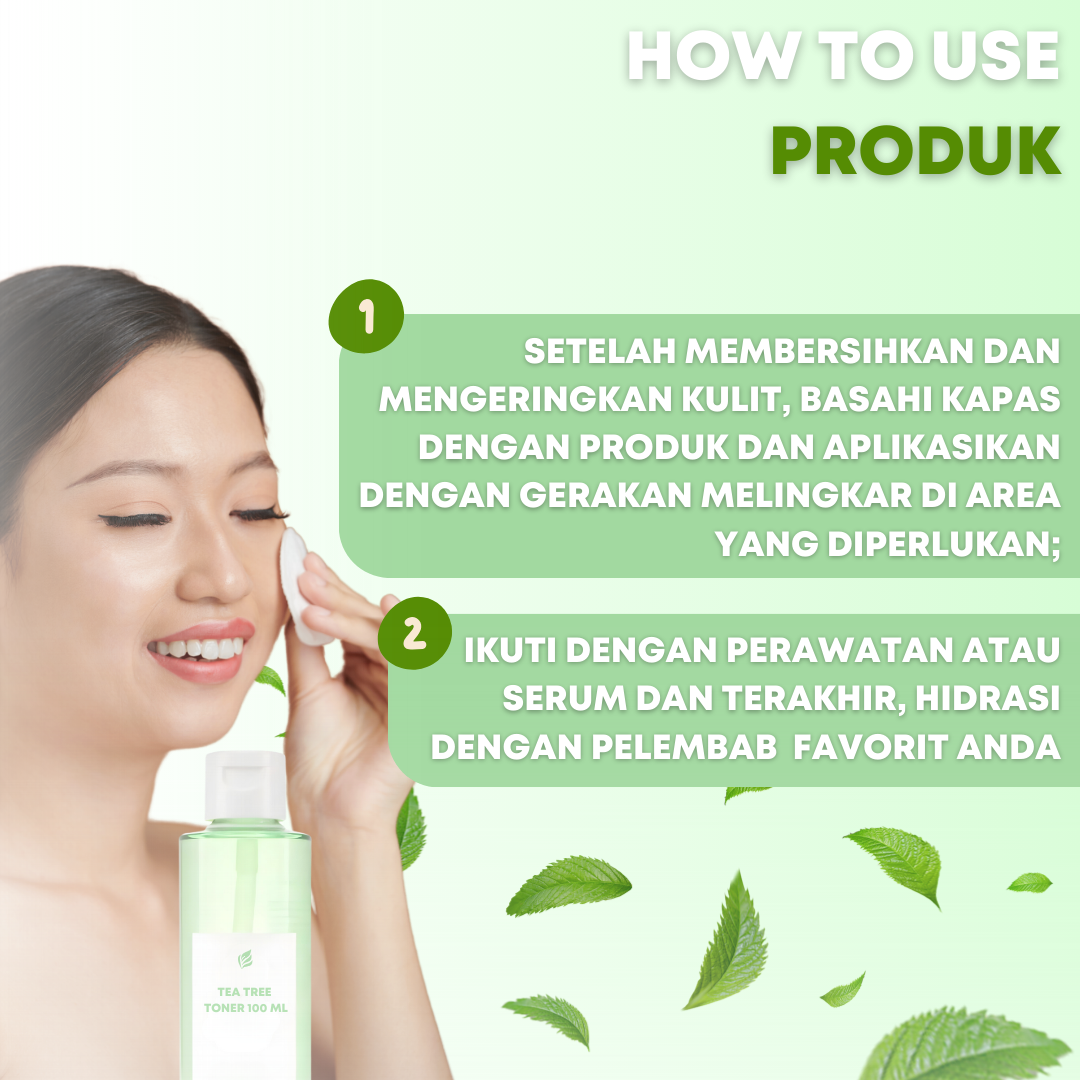 HOW TO USE
PRODUK
1
SETELAH MEMBERSIHKAN DAN
MENGERINGKAN KULIT, BASAHI KAPAS
DENGAN PRODUK DAN APLIKASIKAN
DENGAN GERAKAN MELINGKAR DI AREA
YANG DIPERLUKAN;
2
IKUTI DENGAN PERAWATAN ATAU
SERUM DAN TERAKHIR, HIDRASI
DENGAN PELEMBAB FAVORIT ANDA
TEA TREE
TONER 100 ML